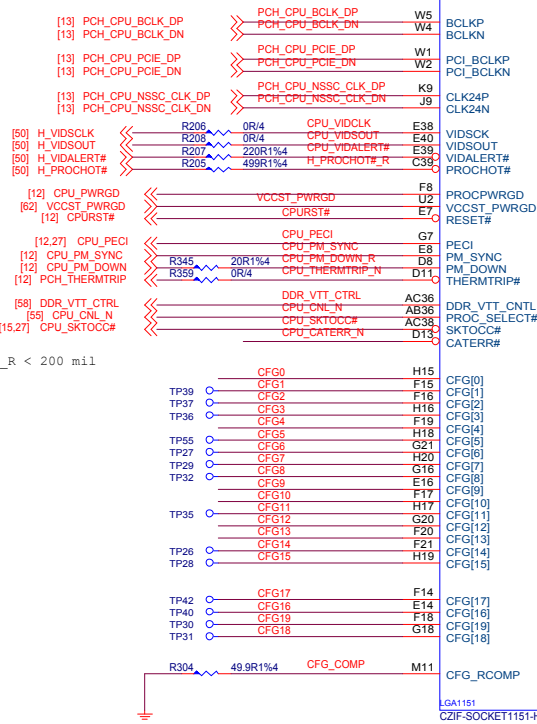 [13] PCH_CPU_BCLK_DP PCH_CPU_BCLK_DP W5 BCLKP
[13] PCH_CPU_BCLK_DN PCH_CPU_BCLK_DN W4 BCLKN
[13] PCH_CPU_PCIE_DP PCH_CPU_PCIE_DP W1 PCI_BCLKP
[13] PCH_CPU_PCIE_DN PCH_CPU_PCIE_DN W2 PCI_BCLKN
[13] PCH_CPU_NSSC_CLK_DP PCH_CPU_NSSC_CLK_DP K9 CLK24P
[13] PCH_CPU_NSSC_CLK_DN PCH_CPU_NSSC_CLK_DN J9 CLK24N
[50] H_VIDSCLK R206 0R/4 CPU_VIDCLK E38 VIDSCK
[50] H_VIDSOUT R208 0R/4 CPU_VIDSOUT E40 VIDSOUT
[50] H_VIDALERT# R207 220R1%4 CPU_VIDALERT# E39 VIDALERT#
[50] H_PROCHOT# R205 499R1%4 H_PROCHOT#_R C39 PROCHOT#
[12] CPU_PWRGD F8 PROCPWRGD
[62] VCCST_PWRGD VCCST_PWRGD U2 VCCST_PWRGD
[12] CPURST# CPURST# E7 RESET#
[12,27] CPU_PECI CPU_PECI G7 PECI
[12] CPU_PM_SYNC CPU_PM_SYNC E8 PM_SYNC
[12] CPU_PM_DOWN R345 20R1%4 CPU_PM_DOWN_R D8 PM_DOWN
[12] PCH_THERMTRIP R359 0R/4 CPU_THERMTRIP_N D11 THERMTRIP#
[58] DDR_VTT_CTRL DDR_VTT_CTRL AC36 DDR_VTT_CNTL
[55] CPU_CNL_N CPU_CNL_N AB36 PROC_SELECT#
[15,27] CPU_SKTOCC# CPU_SKTOCC# AC38 SKTOCC#
CPU_CATERR_N D13 CATERR#
_R < 200 mil
CFG0 H15 CFG[0]
TP39 CFG1 F15 CFG[1]
TP37 CFG2 F16 CFG[2]
TP36 CFG3 H16 CFG[3]
CFG4 F19 CFG[4]
TP55 CFG5 H18 CFG[5]
TP27 CFG6 G21 CFG[6]
TP29 CFG7 H20 CFG[7]
TP32 CFG8 G16 CFG[8]
CFG9 E16 CFG[9]
CFG10 F17 CFG[10]
TP35 CFG11 H17 CFG[11]
CFG12 G20 CFG[12]
CFG13 F20 CFG[13]
TP26 CFG14 F21 CFG[14]
TP28 CFG15 H19 CFG[15]
TP42 CFG17 F14 CFG[17]
TP40 CFG16 E14 CFG[16]
TP30 CFG19 F18 CFG[19]
TP31 CFG18 G18 CFG[18]
R304 49.9R1%4 CFG_COMP M11 CFG_RCOMP
LGA1151
CZIF-SOCKET1151-H